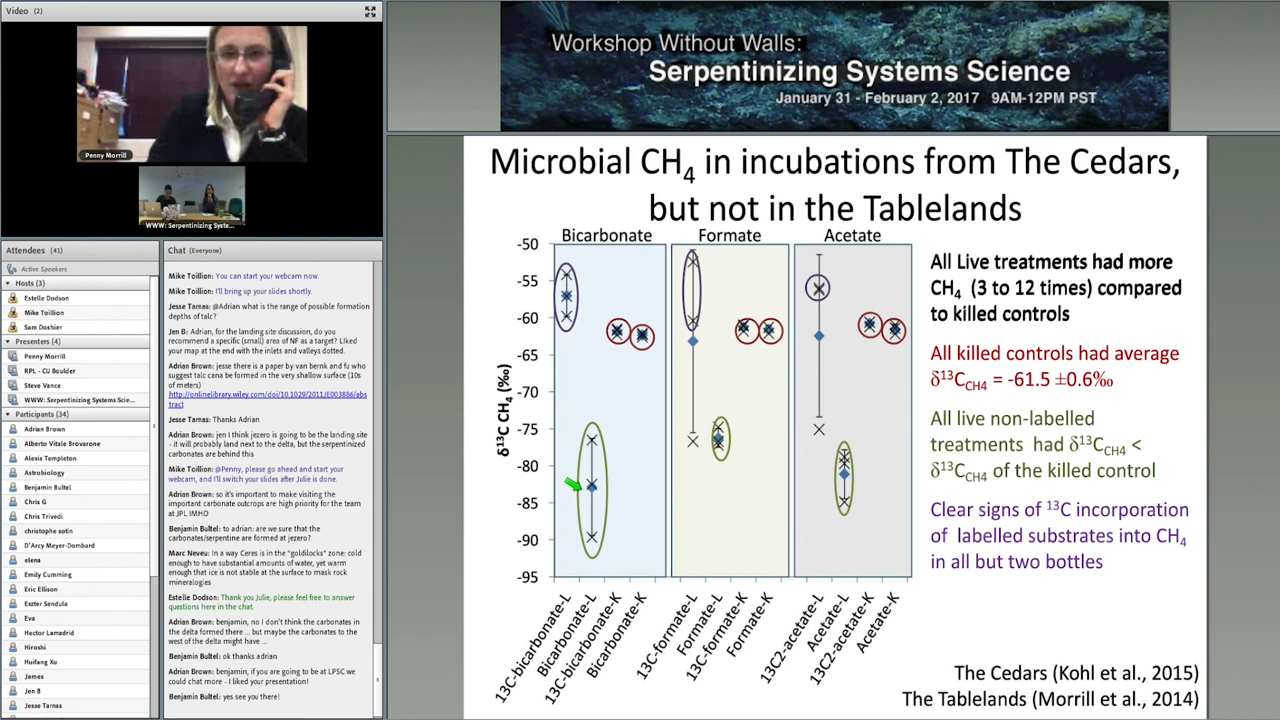 Video (2)
Penny Morrill
WWW: Serpentinizing Syste...
Attendees (41)
Active Speakers
Hosts (3)
Estelle Dodson
Mike Toillion
Sam Doshier
Presenters (4)
Penny Morrill
RPL - CU Boulder
Steve Vance
WWW: Serpentinizing Systems Scie...
Participants (34)
Adrian Brown
Alberto Vitale Brovarone
Alexis Templeton
Astrobiology
Benjamin Bultel
Chris G
Chris Trivedi
christophe sotin
D'Arcy Meyer-Dombard
elena
Emily Cumming
Eric Ellison
Eszter Sendula
Eva
Hector Lamadrid
Hiroshi
Huifang Xu
James
Jen B
Jesse Tarnas
Chat (Everyone)
Mike Toillion: You can start your webcam now.
Mike Toillion: I'll bring up your slides shortly.
Jesse Tarnas: @Adrian what is the range of possible formation
depths of talc?
Jen B: Adrian, for the landing site discussion, do you
recommend a specific (small) area of NF as a target? Liked
your map at the end with the inlets and valleys dotted.
Adrian Brown: jesse there is a paper by van bernk and fu who
suggest talc cana be formed in the very shallow surface (10s
of meters)
http://onlinelibrary.wiley.com/doi/10.1029/2011JE003886/abs
tract
Jesse Tarnas: Thanks Adrian
Adrian Brown: jen I think jezero is going to be the landing site
- it will probably land next to the delta, but the serpentinized
carbonates are behind this
Mike Toillion: @Penny, please go ahead and start your
webcam, and I'll switch your slides after Julie is done.
Adrian Brown: so it's important to make visiting the
important carbonate outcrops are high priority for the team
at JPL IMHO
Benjamin Bultel: to adrian: are we sure that the
carbonates/serpentine are formed at jezero?
Marc Neveu: In a way Ceres is in the "goldilocks" zone: cold
enough to have substantial amounts of water, yet warm
enough that ice is not stable at the surface to mask rock
mineralogies
Estelle Dodson: Thank you Julie, please feel free to answer
questions here in the chat.
Adrian Brown: benjamin, no I don't think the carbonates in
the delta formed there ... but maybe the carbonates to the
west of the delta might have ...
Benjamin Bultel: ok thanks adrian
Adrian Brown: benjamin, if you are going to be at LPSC we
could chat more - I liked your presentation!
Benjamin Bultel: yes see you there!
Workshop Without Walls:
Serpentinizing Systems Science
January 31 - February 2, 2017 9AM-12PM PST
Microbial CH4 in incubations from The Cedars,
but not in the Tablelands
Bicarbonate Formate Acetate
-50
-55
-60
-65
-70
-75
-80
-85
-90
-95
δ13C CH4 (‰)
13C-bicarbonate-L
Bicarbonate-L
13C-bicarbonate-K
Bicarbonate-K
13C-formate-L
Formate-L
13C-formate-K
Formate-K
13C2-acetate-L
Acetate-L
13C2-acetate-K
Acetate-K
All Live treatments had more
CH4 (3 to 12 times) compared
to killed controls
All killed controls had average
δ13CCH4 = -61.5 ±0.6‰
All live non-labelled
treatments had δ13CCH4 <
δ13CCH4 of the killed control
Clear signs of 13C incorporation
of labelled substrates into CH4
in all but two bottles
The Cedars (Kohl et al., 2015)
The Tablelands (Morrill et al., 2014)